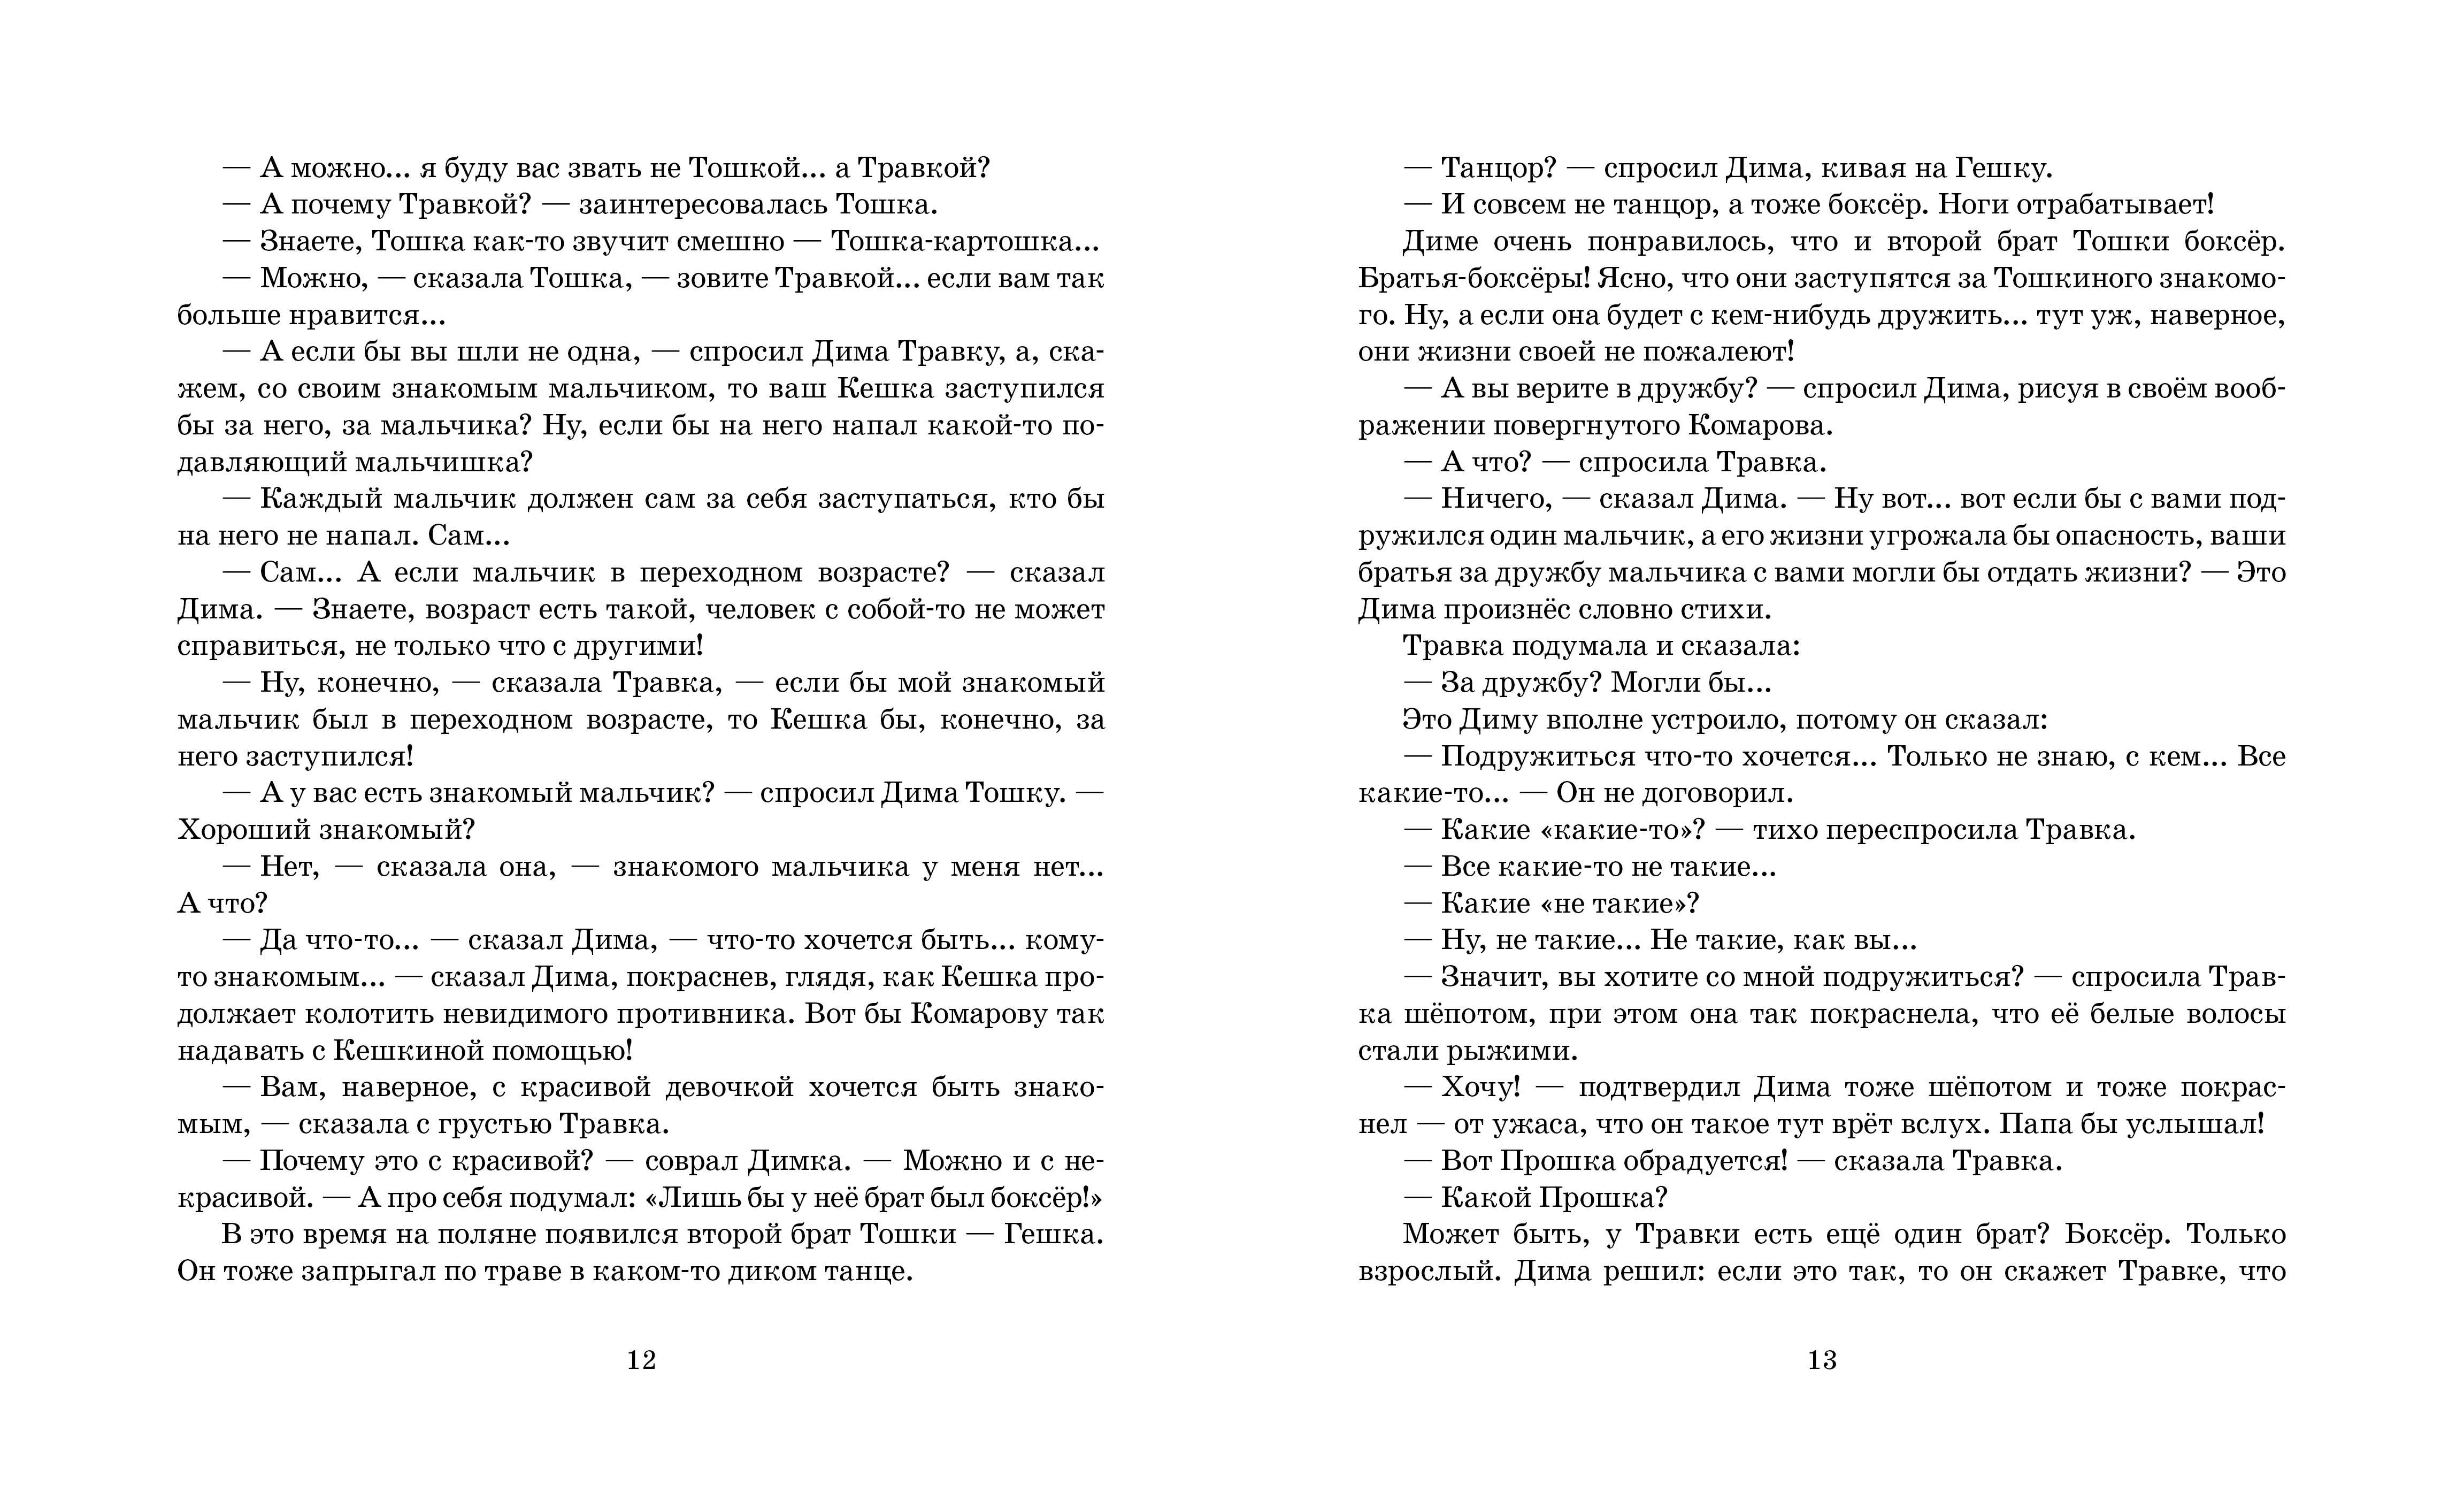 — А можно... я буду вас звать не Тошкой... а Травкой?
— А почему Травкой? — заинтересовалась Тошка.
— Знаете, Тошка как-то звучит смешно — Тошка-картошка...
— Можно, — сказала Тошка, — зовите Травкой... если вам так
больше нравится...
— А если бы вы шли не одна, — спросил Дима Травку, а, ска-
жем, со своим знакомым мальчиком, то ваш Кешка заступился
бы за него, за мальчика? Ну, если бы на него напал какой-то по-
давляющий мальчишка?
— Каждый мальчик должен сам за себя заступаться, кто бы
на него не напал. Сам...
— Сам... А если мальчик в переходном возрасте? — сказал
Дима. — Знаете, возраст есть такой, человек с собой-то не может
справиться, не только что с другими!
— Ну, конечно, — сказала Травка, — если бы мой знакомый
мальчик был в переходном возрасте, то Кешка бы, конечно, за
него заступился!
— А у вас есть знакомый мальчик? — спросил Дима Тошку. —
Хороший знакомый?
— Нет, — сказала она, — знакомого мальчика у меня нет...
А что?
— Да что-то... — сказал Дима, — что-то хочется быть... кому-
то знакомым... — сказал Дима, покраснев, глядя, как Кешка про-
должает колотить невидимого противника. Вот бы Комарову так
надавать с Кешкиной помощью!
— Вам, наверное, с красивой девочкой хочется быть знако-
мым, — сказала с грустью Травка.
— Почему это с красивой? — соврал Димка. — Можно и с не-
красивой. — А про себя подумал: «Лишь бы у неё брат был боксёр!»
В это время на поляне появился второй брат Тошки — Гешка.
Он тоже запрыгал по траве в каком-то диком танце.
12
— Танцор? — спросил Дима, кивая на Гешку.
— И совсем не танцор, а тоже боксёр. Ноги отрабатывает!
Диме очень понравилось, что и второй брат Тошки боксёр.
Братья-боксёры! Ясно, что они заступятся за Тошкиного знакомо-
го. Ну, а если она будет с кем-нибудь дружить... тут уж, наверное,
они жизни своей не пожалеют!
— А вы верите в дружбу? — спросил Дима, рисуя в своём вооб-
ражении повергнутого Комарова.
— А что? — спросила Травка.
— Ничего, — сказал Дима. — Ну вот... вот если бы с вами под-
ружился один мальчик, а его жизни угрожала бы опасность, ваши
братья за дружбу мальчика с вами могли бы отдать жизни? — Это
Дима произнёс словно стихи.
Травка подумала и сказала:
— За дружбу? Могли бы...
Это Диму вполне устроило, потому он сказал:
— Подружиться что-то хочется... Только не знаю, с кем... Все
какие-то... — Он не договорил.
— Какие «какие-то»? — тихо переспросила Травка.
— Все какие-то не такие...
— Какие «не такие»?
— Ну, не такие... Не такие, как вы...
— Значит, вы хотите со мной подружиться? — спросила Трав-
ка шёпотом, при этом она так покраснела, что её белые волосы
стали рыжими.
— Хочу! — подтвердил Дима тоже шёпотом и тоже покрас-
нел — от ужаса, что он такое тут врёт вслух. Папа бы услышал!
— Вот Прошка обрадуется! — сказала Травка.
— Какой Прошка?
Может быть, у Травки есть ещё один брат? Боксёр. Только
взрослый. Дима решил: если это так, то он скажет Травке, что
13